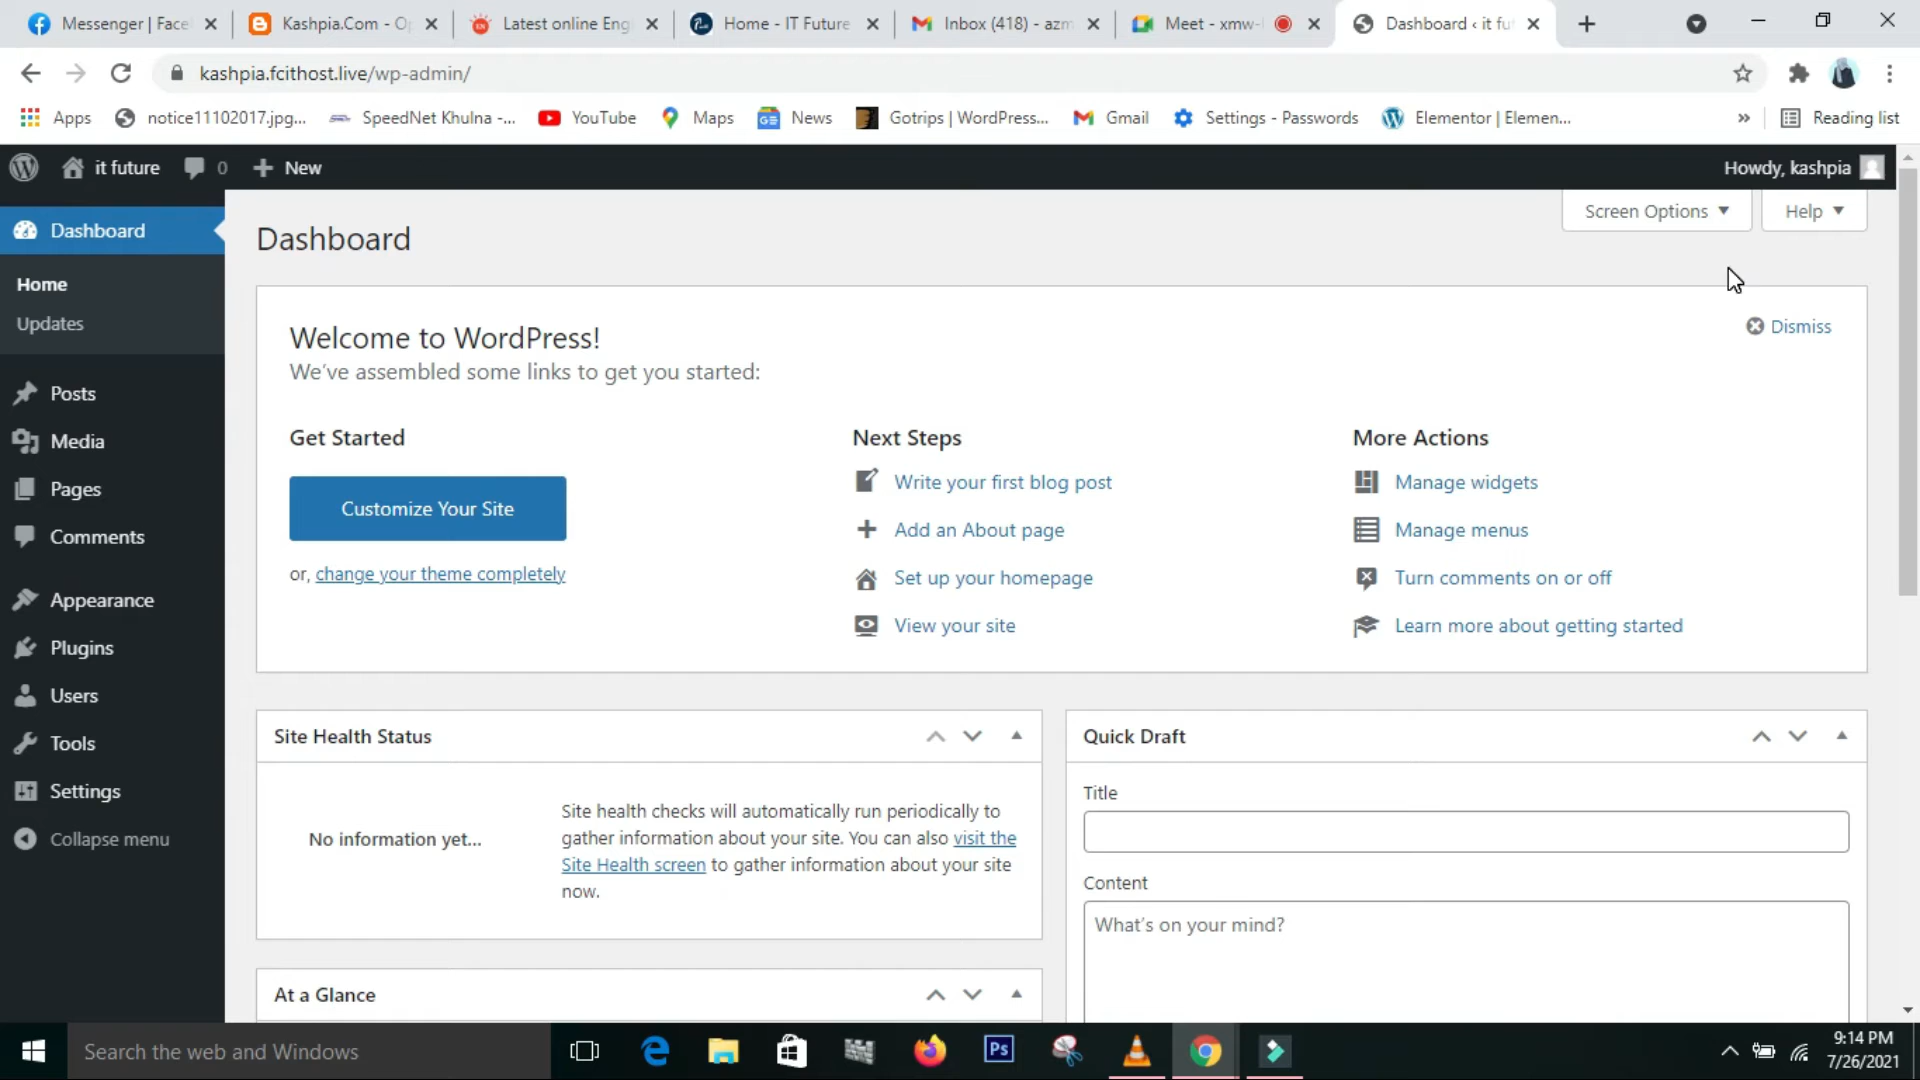 Messenger | Face
Kashpia.Com - Op
Latest online Eng
Home - IT Future
Inbox (418) - azm
Meet - xmw-
Dashboard ‹ it fut
kashpia.fcithost.live/wp-admin/
Apps
notice11102017.jpg...
SpeedNet Khulna -...
YouTube
Maps
News
Gotrips | WordPress...
Gmail
Settings - Passwords
Elementor | Elemen...
»
Reading list
it future
0
New
Howdy, kashpia
Screen Options
Help
Dashboard
Home
Updates
Posts
Media
Pages
Comments
Appearance
Plugins
Users
Tools
Settings
Collapse menu
Dashboard
Welcome to WordPress!
We've assembled some links to get you started:
Dismiss
Get Started
Customize Your Site
or, change your theme completely
Next Steps
Write your first blog post
Add an About page
Set up your homepage
View your site
More Actions
Manage widgets
Manage menus
Turn comments on or off
Learn more about getting started
Site Health Status
No information yet...
Site health checks will automatically run periodically to
gather information about your site. You can also visit the
Site Health screen to gather information about your site
now.
At a Glance
Quick Draft
Title
Content
What's on your mind?
Search the web and Windows
Ps
9:14 PM
7/26/2021